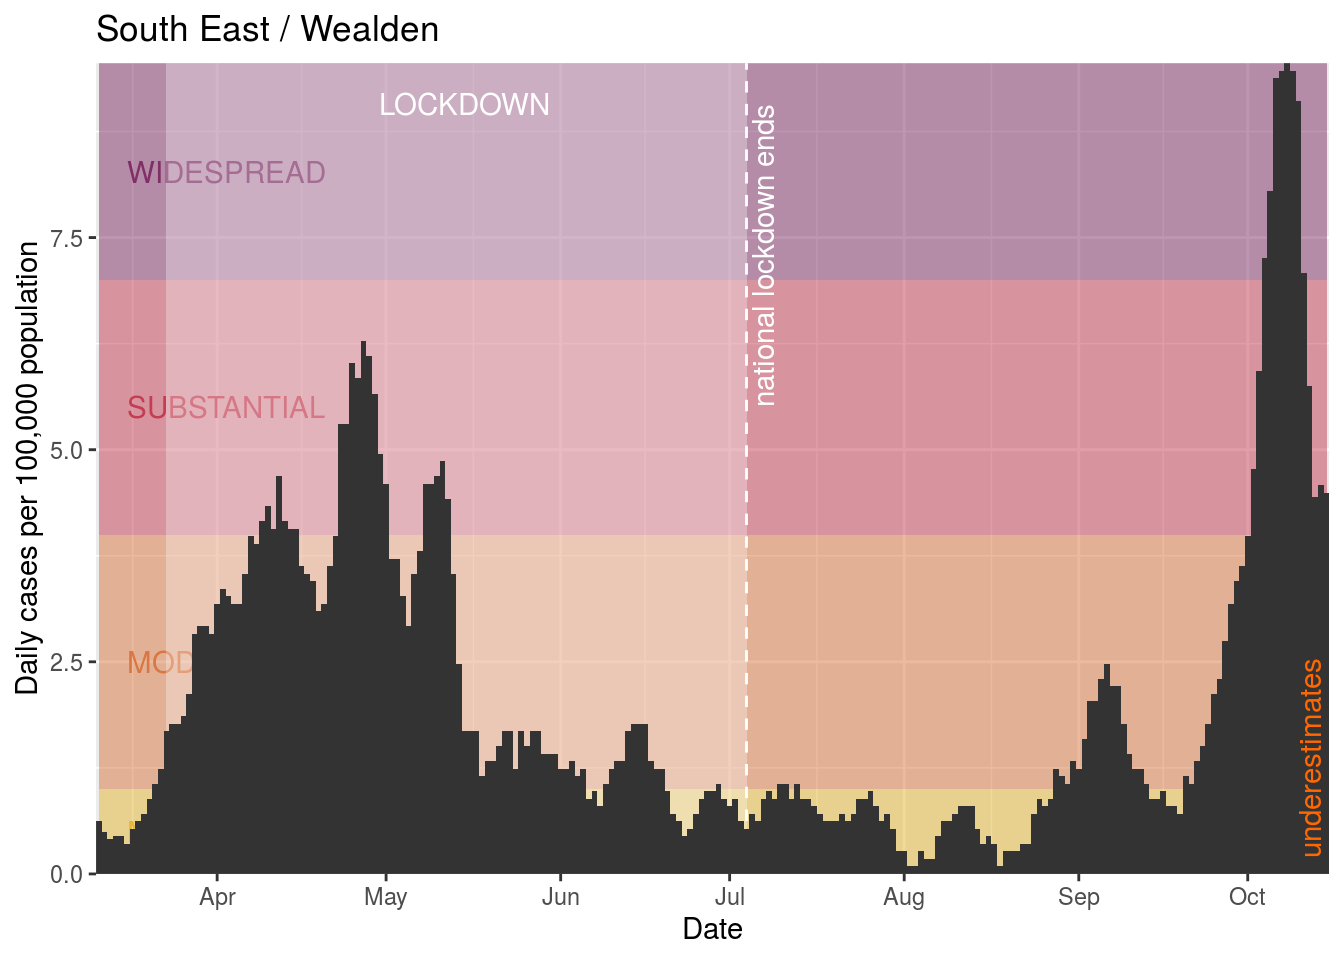 South East / Wealden
LOCKDOWN
WIDESPREAD
SUBSTANTIAL
MOD
national lockdown ends
underestimates
Daily cases per 100,000 population
7.5
5.0
2.5
0.0
Apr May Jun Jul Aug Sep Oct
Date